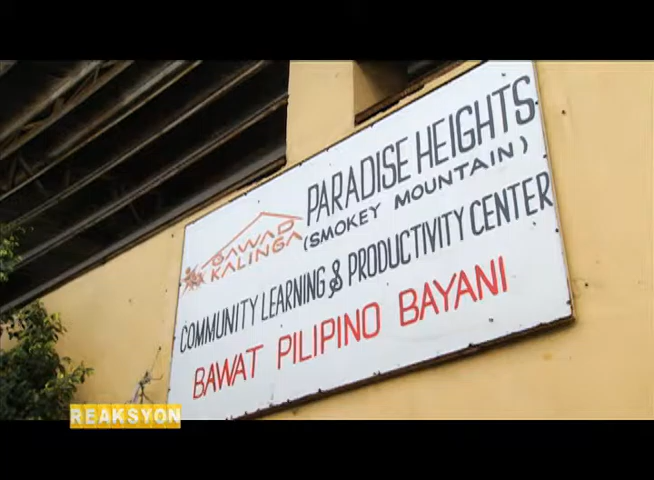 PARADISE HEIGHTS
(SMOKEY MOUNTAIN)
GAWAD
KALINGA
COMMUNITY LEARNING & PRODUCTIVITY CENTER
BAWAT PILIPINO BAYANI
REAKSYON